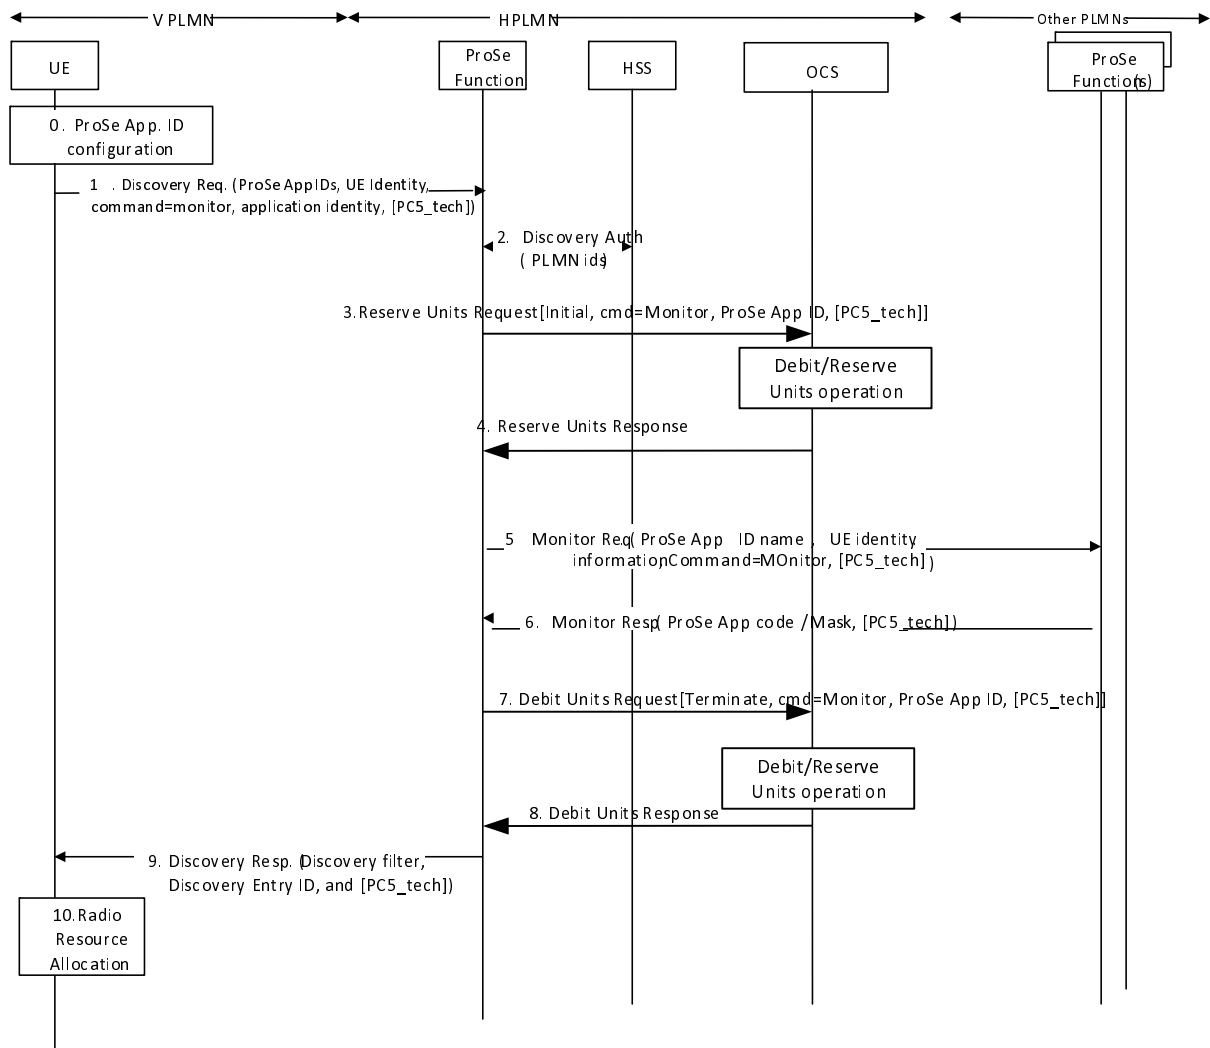 V PLMN
HPLMN
Other PLMNs
UE
ProSe
Function
HSS
OCS
ProSe
Function(s)
0. ProSe App. ID
configuration
1 . Discovery Req. (ProSe AppIDs, UE Identity,
command=monitor, application identity, [PC5_tech])
2. Discovery Auth
( PLMN ids)
3.Reserve Units Request[Initial, cmd=Monitor, ProSe App ID, [PC5_tech]]
Debit/Reserve
Units operation
4. Reserve Units Response
5 Monitor Req.( ProSe App ID name , UE identity
information,Command=MOnitor, [PC5_tech] )
6. Monitor Resp.( ProSe App code /Mask, [PC5_tech])
7. Debit Units Request[Terminate, cmd=Monitor, ProSe App ID, [PC5_tech]]
Debit/Reserve
Units operation
8. Debit Units Response
9. Discovery Resp. (Discovery filter,
Discovery Entry ID, and [PC5_tech])
10.Radio
Resource
Allocation